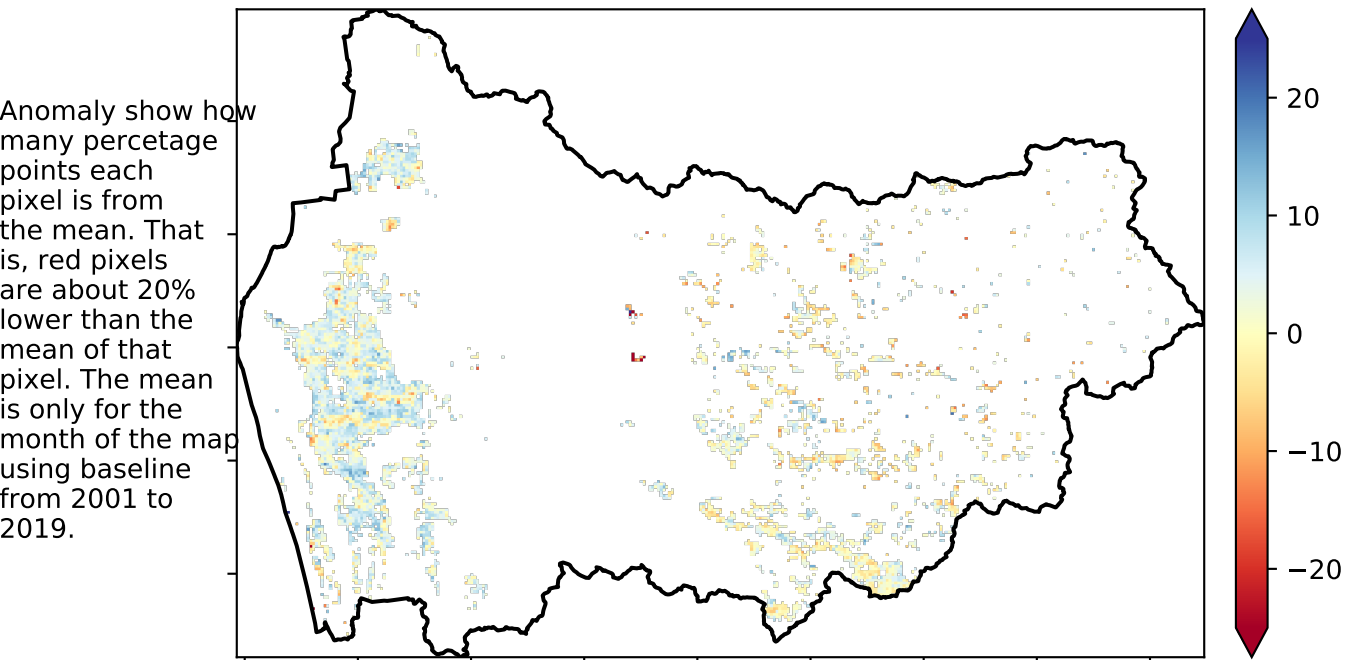 Anomaly show how
many percetage
points each
pixel is from
the mean. That
is, red pixels
are about 20%
lower than the
mean of that
pixel. The mean
is only for the
month of the map
using baseline
from 2001 to
2019.
20
10
0
−10
−20